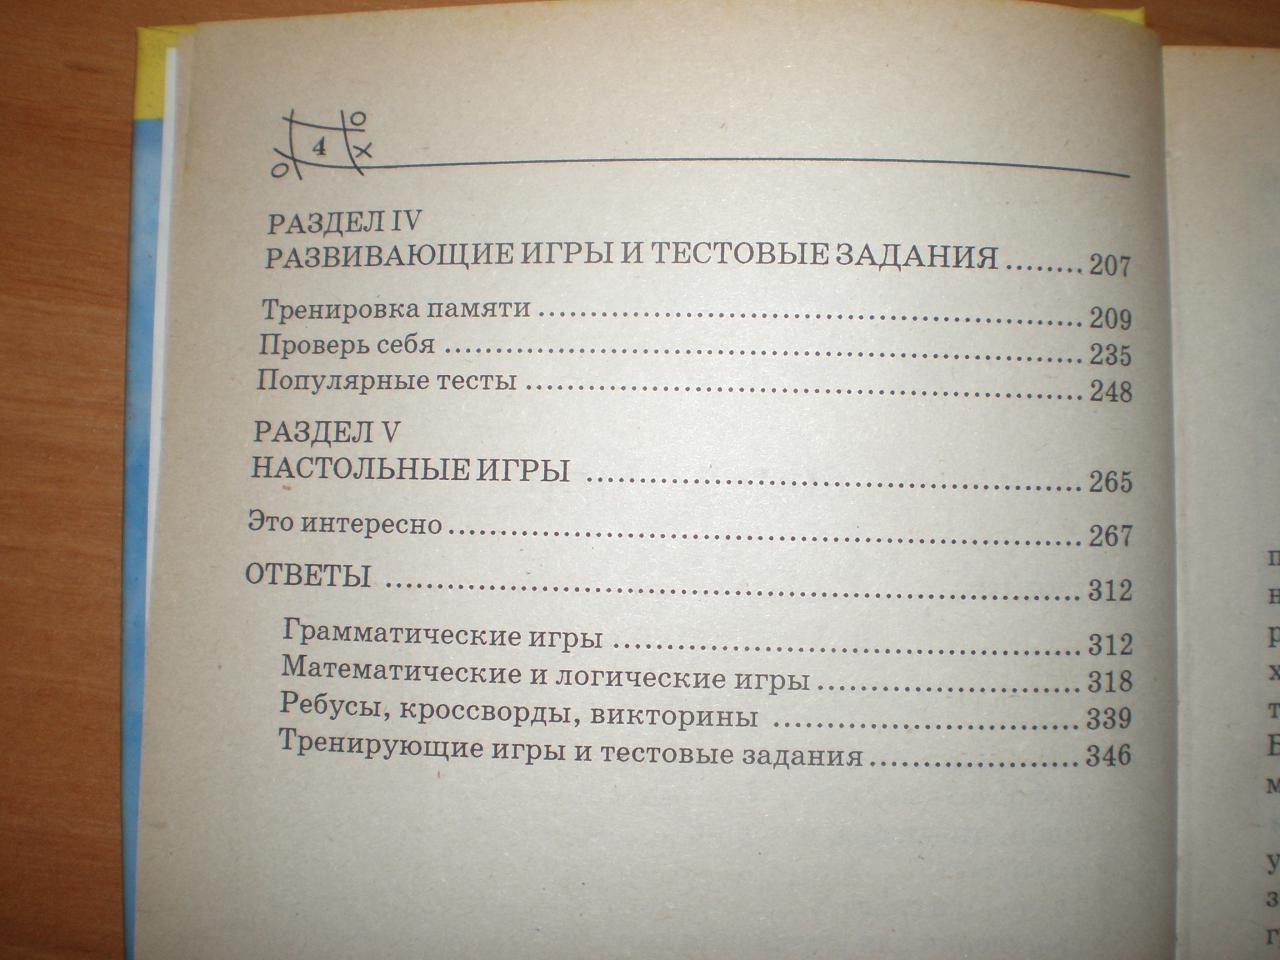 4
РАЗДЕЛ IV
РАЗВИВАЮЩИЕ ИГРЫ И ТЕСТОВЫЕ ЗАДАНИЯ ........ 207
Тренировка памяти ........ 209
Проверь себя ........ 235
Популярные тесты ........ 248
РАЗДЕЛ V
НАСТОЛЬНЫЕ ИГРЫ ........ 265
Это интересно ........ 267
ОТВЕТЫ ........ 312
Грамматические игры ........ 312
Математические и логические игры ........ 318
Ребусы, кроссворды, викторины ........ 339
Тренирующие игры и тестовые задания ........ 346